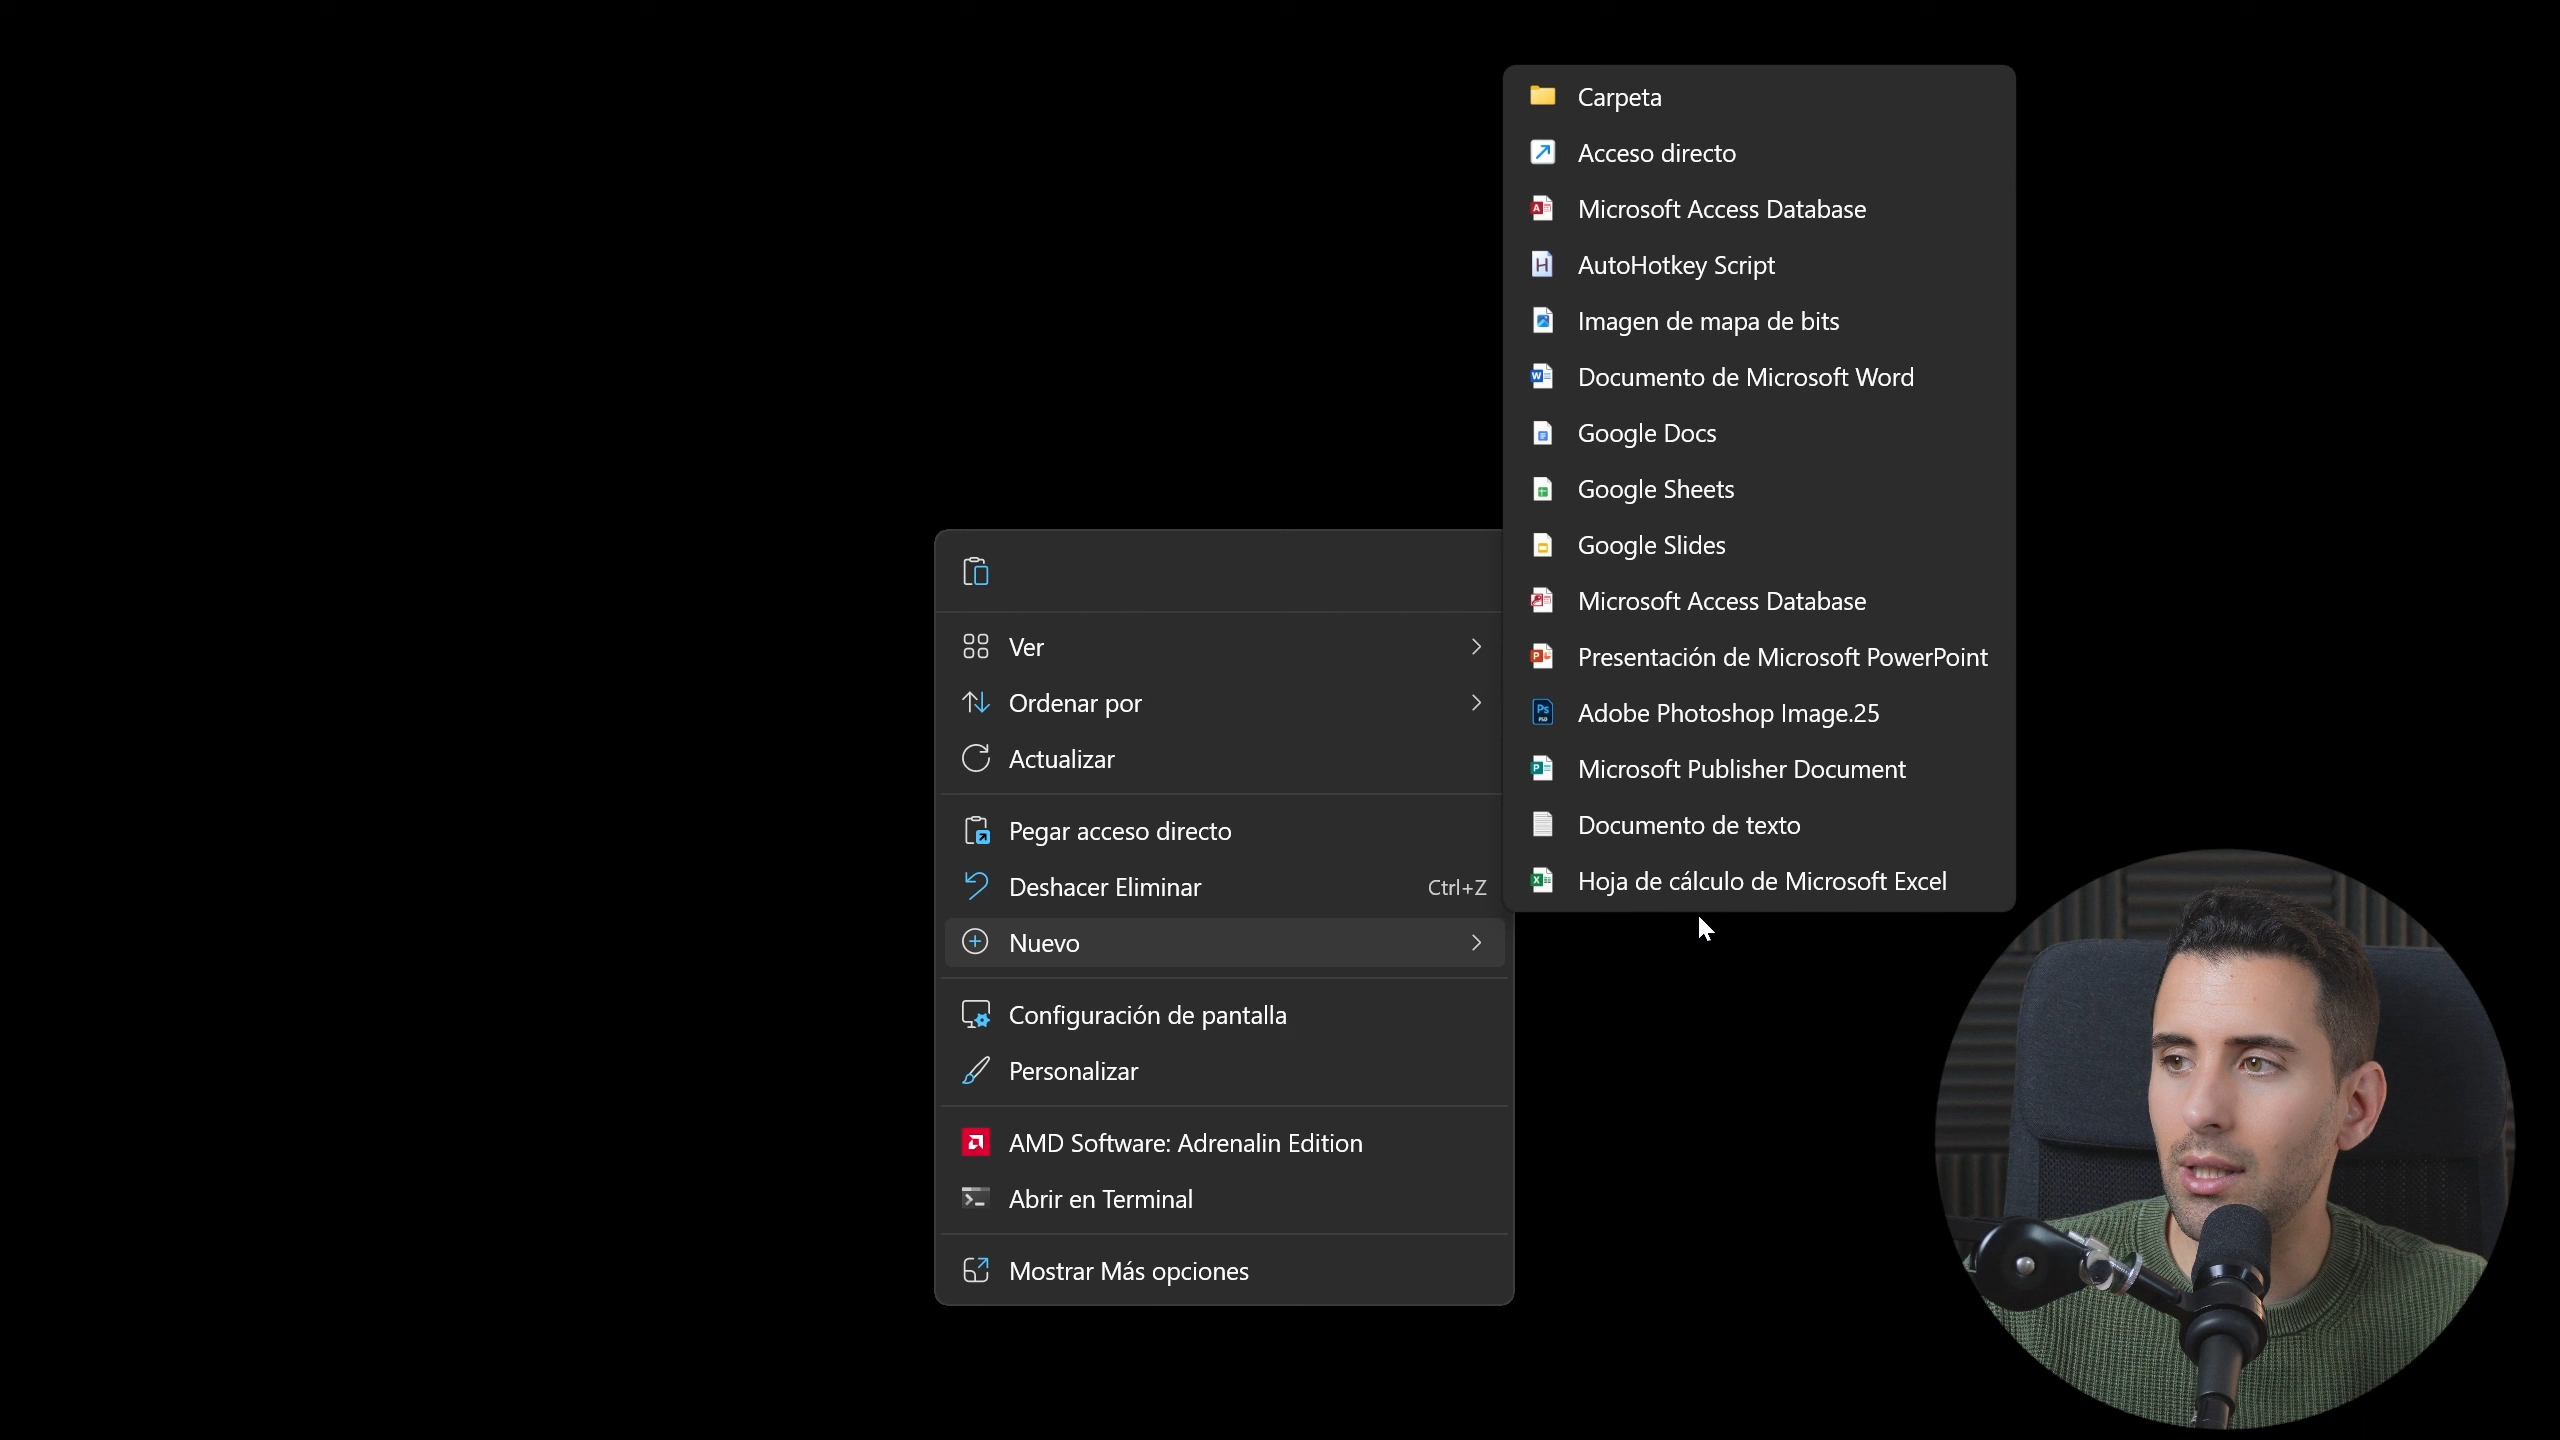 Carpeta
Acceso directo
Microsoft Access Database
AutoHotkey Script
Imagen de mapa de bits
Documento de Microsoft Word
Google Docs
Google Sheets
Google Slides
Microsoft Access Database
Presentación de Microsoft PowerPoint
Adobe Photoshop Image.25
Microsoft Publisher Document
Documento de texto
Hoja de cálculo de Microsoft Excel
Ver
Ordenar por
Actualizar
Pegar acceso directo
Deshacer Eliminar Ctrl+Z
Nuevo
Configuración de pantalla
Personalizar
AMD Software: Adrenalin Edition
Abrir en Terminal
Mostrar Más opciones